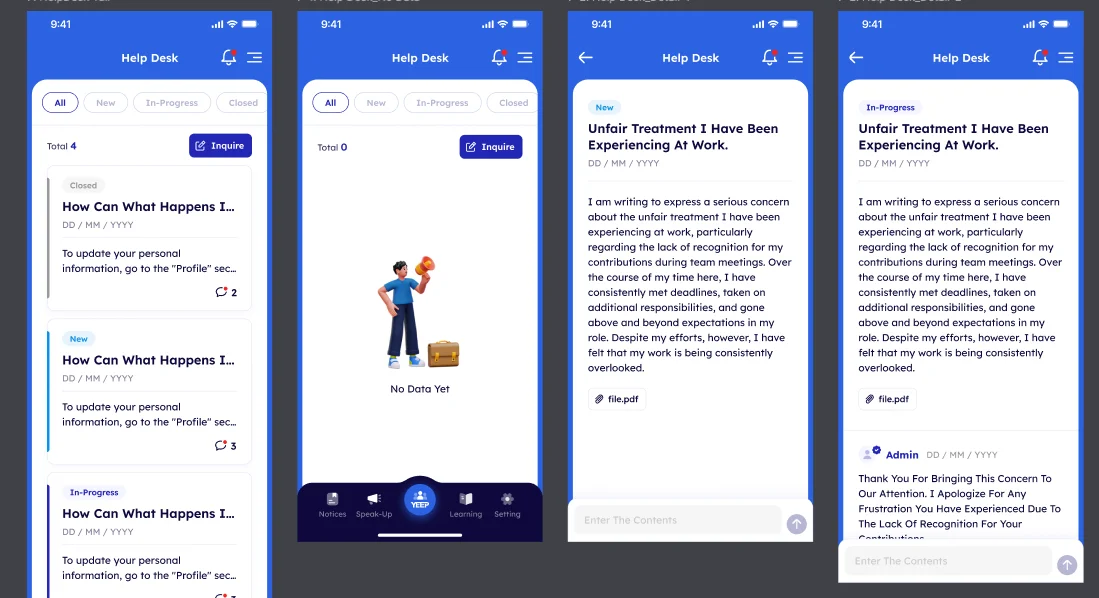 9:41
Help Desk
All
New
In-Progress
Closed
Total 4
Inquire
Closed
How Can What Happens I...
DD / MM / YYYY
To update your personal
information, go to the "Profile" sec...
2
New
How Can What Happens I...
DD / MM / YYYY
To update your personal
information, go to the "Profile" sec...
3
In-Progress
How Can What Happens I...
DD / MM / YYYY
To update your personal
information, go to the "Profile" sec...
9:41
Help Desk
All
New
In-Progress
Closed
Total 0
Inquire
No Data Yet
Notices
Speak-Up
YEEP
Learning
Setting
9:41
Help Desk
New
Unfair Treatment I Have Been
Experiencing At Work.
DD / MM / YYYY
I am writing to express a serious concern
about the unfair treatment I have been
experiencing at work, particularly
regarding the lack of recognition for my
contributions during team meetings. Over
the course of my time here, I have
consistently met deadlines, taken on
additional responsibilities, and gone
above and beyond expectations in my
role. Despite my efforts, however, I have
felt that my work is being consistently
overlooked.
file.pdf
Enter The Contents
9:41
Help Desk
In-Progress
Unfair Treatment I Have Been
Experiencing At Work.
DD / MM / YYYY
I am writing to express a serious concern
about the unfair treatment I have been
experiencing at work, particularly
regarding the lack of recognition for my
contributions during team meetings. Over
the course of my time here, I have
consistently met deadlines, taken on
additional responsibilities, and gone
above and beyond expectations in my
role. Despite my efforts, however, I have
felt that my work is being consistently
overlooked.
file.pdf
Admin DD / MM / YYYY
Thank You For Bringing This Concern To
Our Attention. I Apologize For Any
Frustration You Have Experienced Due To
The Lack Of Recognition For Your
Contributions
Enter The Contents